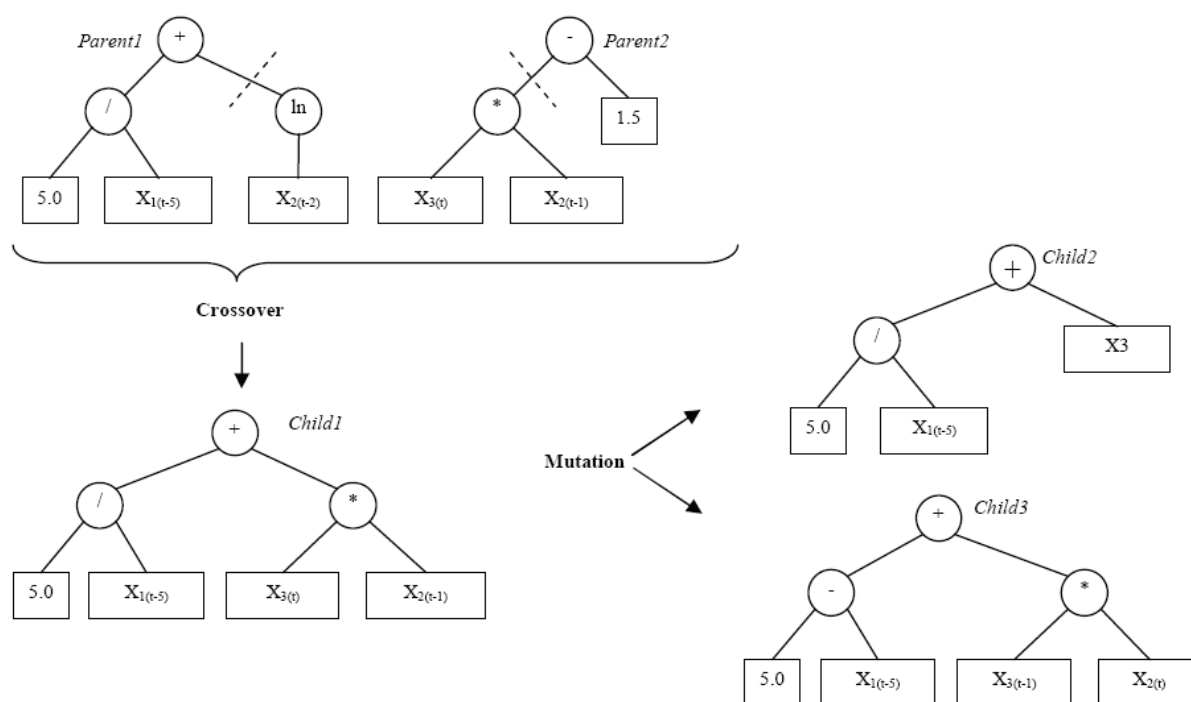 Parent1 + - Parent2
/ ln * 1.5
5.0 X1(t-5) X2(t-2) X3(t) X2(t-1)
Crossover
+ Child2
/ X3
5.0 X1(t-5)
+ Child1
/ *
5.0 X1(t-5) X3(t) X2(t-1)
Mutation
+ Child3
- *
5.0 X1(t-5) X3(t-1) X2(t)